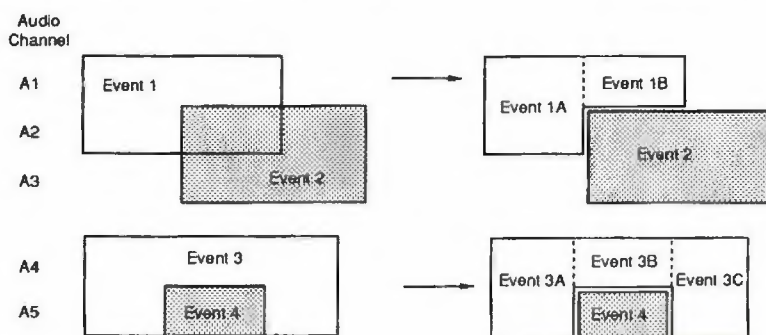 Audio
Channel
A1
Event 1
Event 1B
Event 1A
A2
A3
Event 2
Event 2
A4
Event 3
Event 3B
Event 3A
Event 3C
A5
Event 4
Event 4